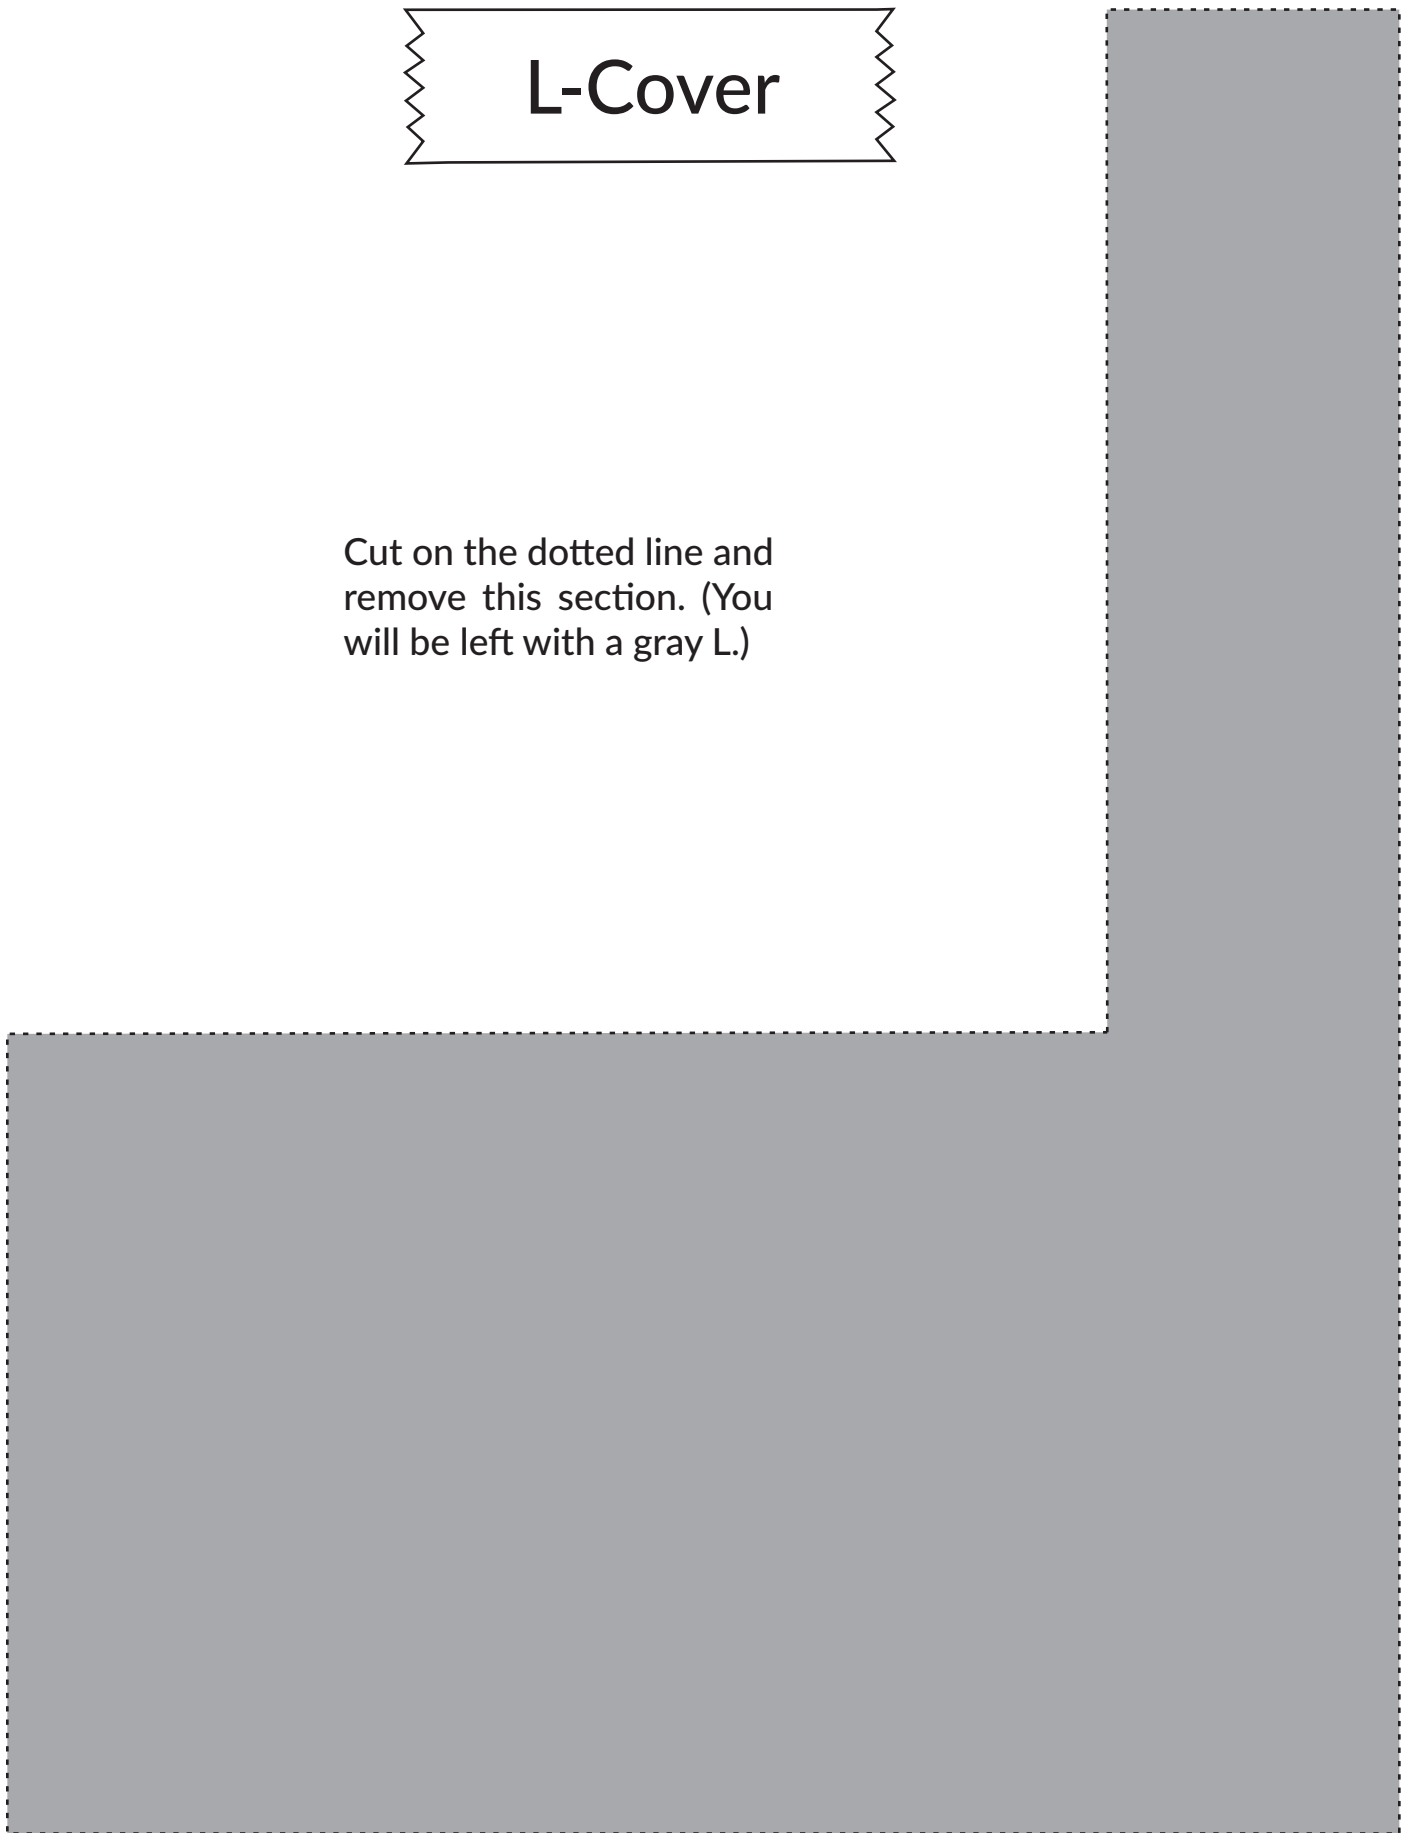 L-Cover
Cut on the dotted line and
remove this section. (You
will be left with a gray L.)